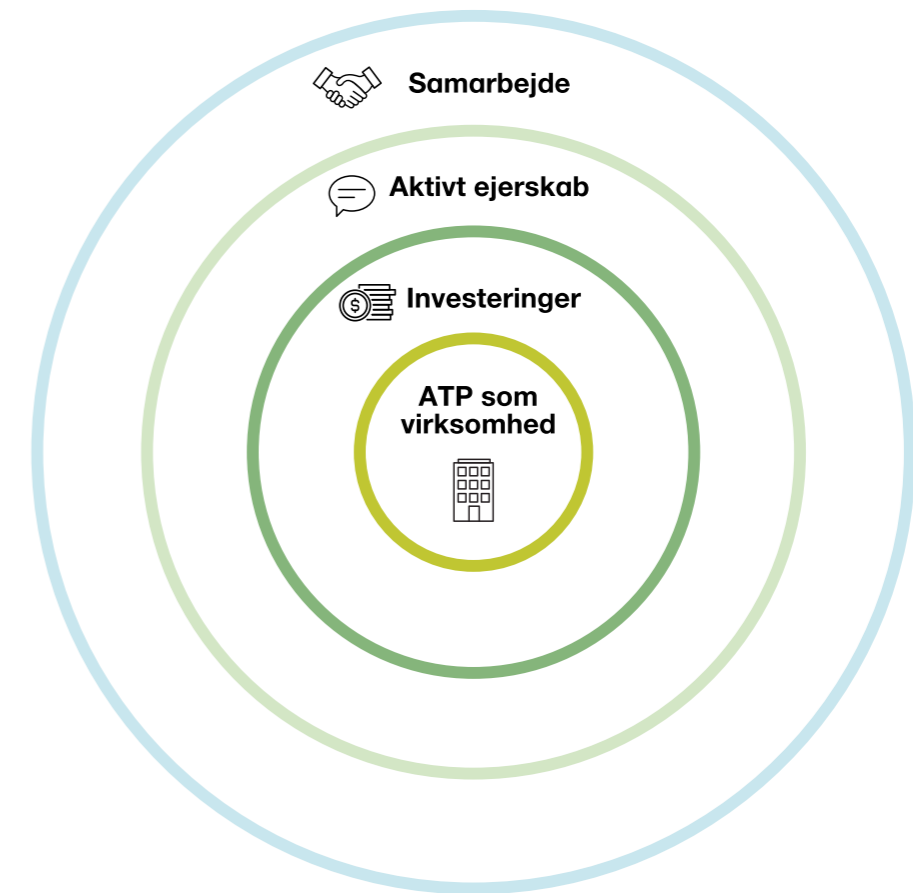 Samarbejde
Aktivt ejerskab
$ Investeringer
ATP som
virksomhed